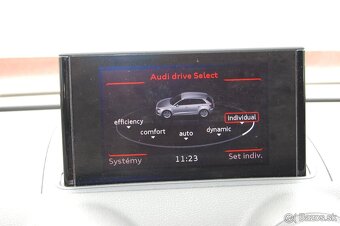 Audi drive Select
efficiency
comfort
auto
dynamic
individual
Systémy
11:23
Set indiv.
© Bazos.sk